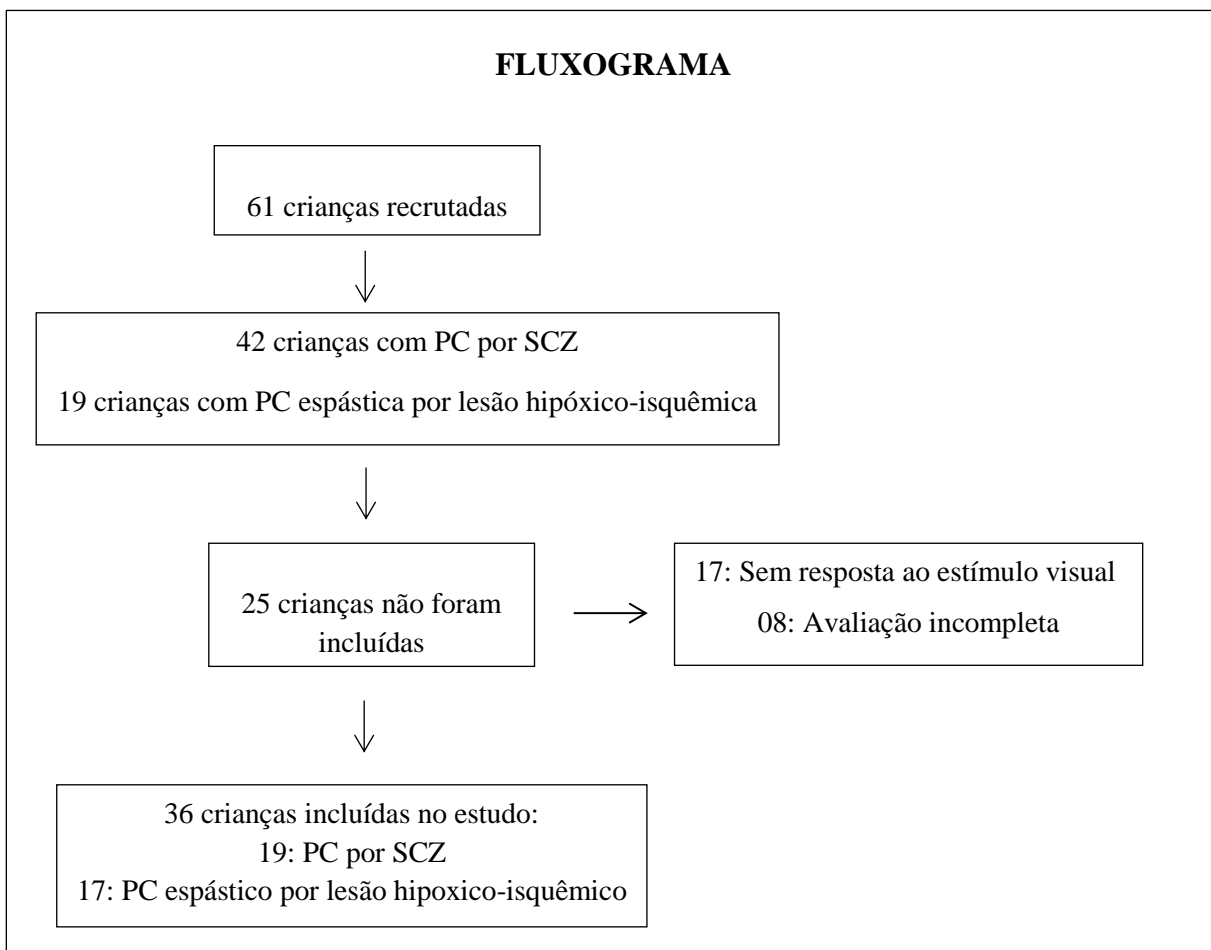 FLUXOGRAMA
61 crianças recrutadas
42 crianças com PC por SCZ
19 crianças com PC espástica por lesão hipóxico-isquêmica
25 crianças não foram
incluídas
17: Sem resposta ao estímulo visual
08: Avaliação incompleta
36 crianças incluídas no estudo:
19: PC por SCZ
17: PC espástico por lesão hipoxico-isquêmico